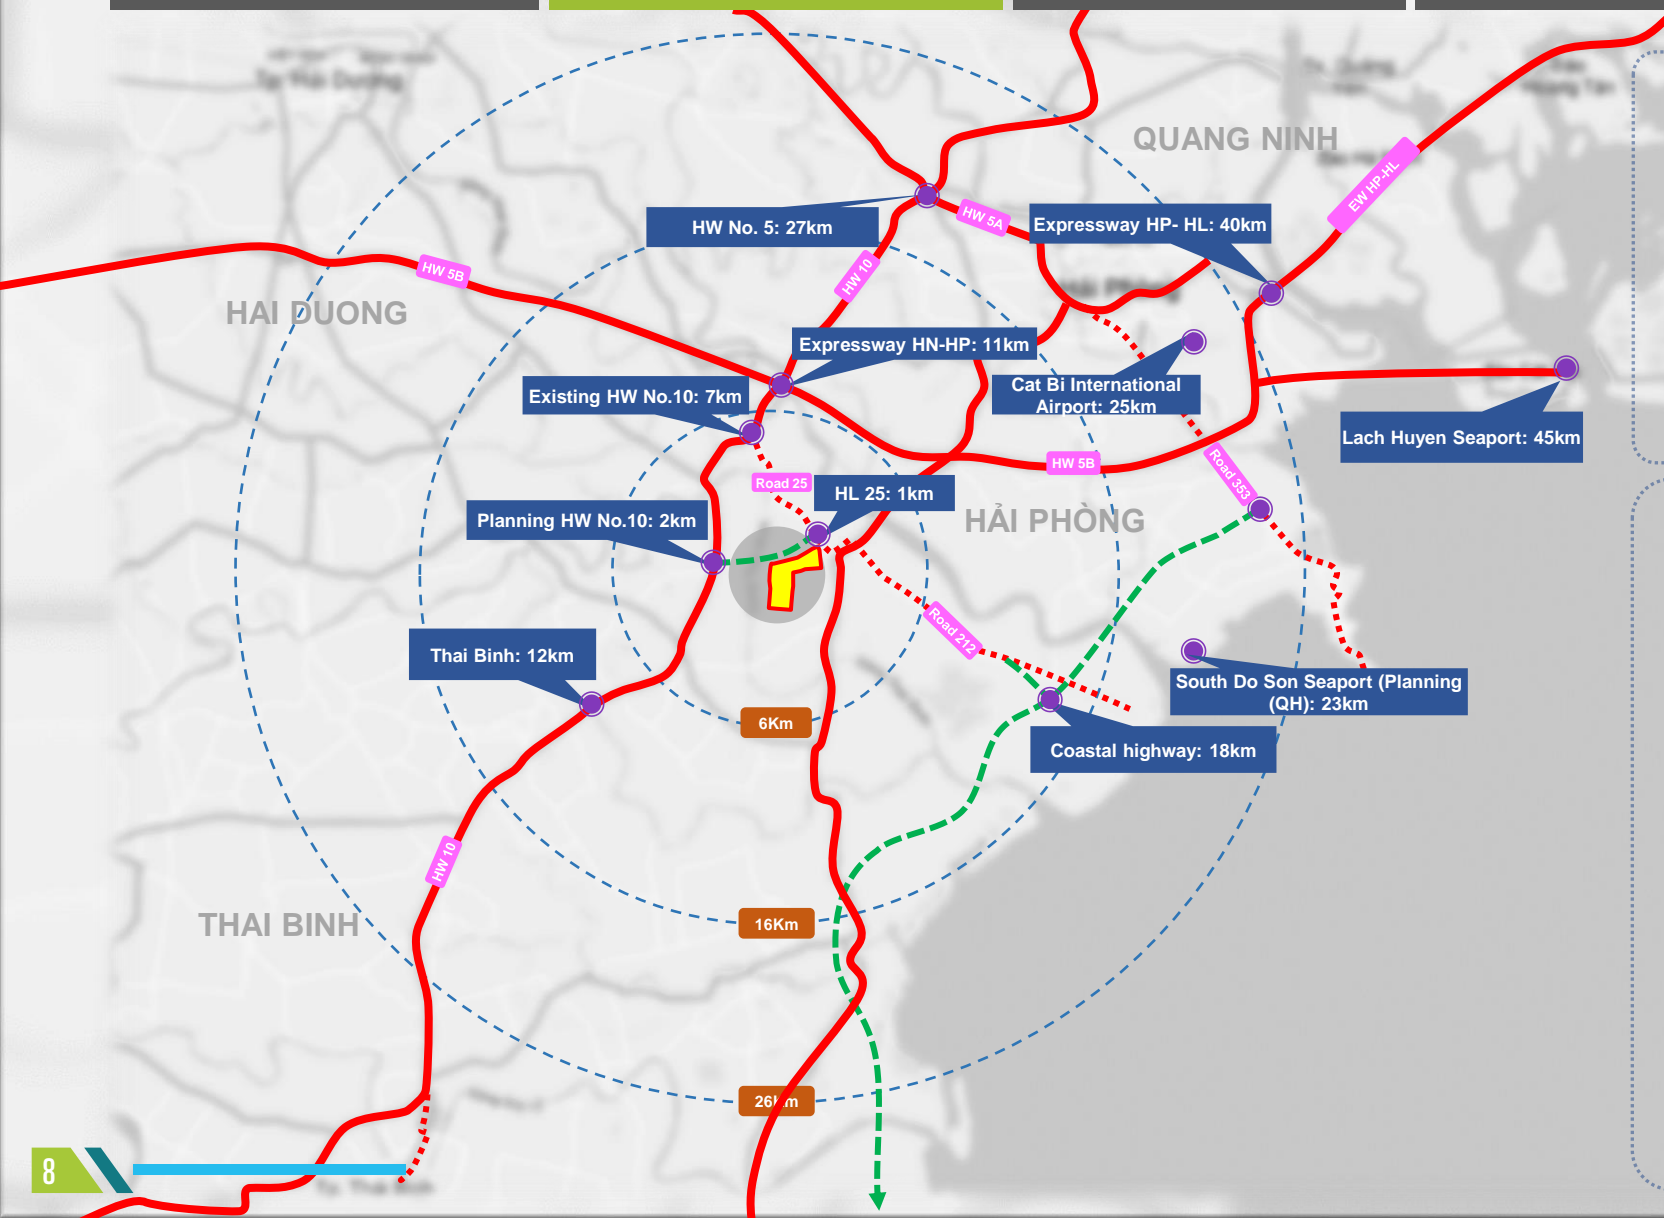 QUANG NINH
EW HP-HL
HW No. 5: 27km
HW 5A
Expressway HP- HL: 40km
HW 5B
HW 10
Hải Phòng
HAI DUONG
Expressway HN-HP: 11km
Existing HW No.10: 7km
Cat Bi International
Airport: 25km
Lach Huyen Seaport: 45km
HW 5B
Road 353
Road 25
HL 25: 1km
Planning HW No.10: 2km
HẢI PHÒNG
Road 212
Thai Binh: 12km
South Do Son Seaport (Planning
(QH): 23km
6Km
Coastal highway: 18km
HW 10
THAI BINH
16Km
26Km
8